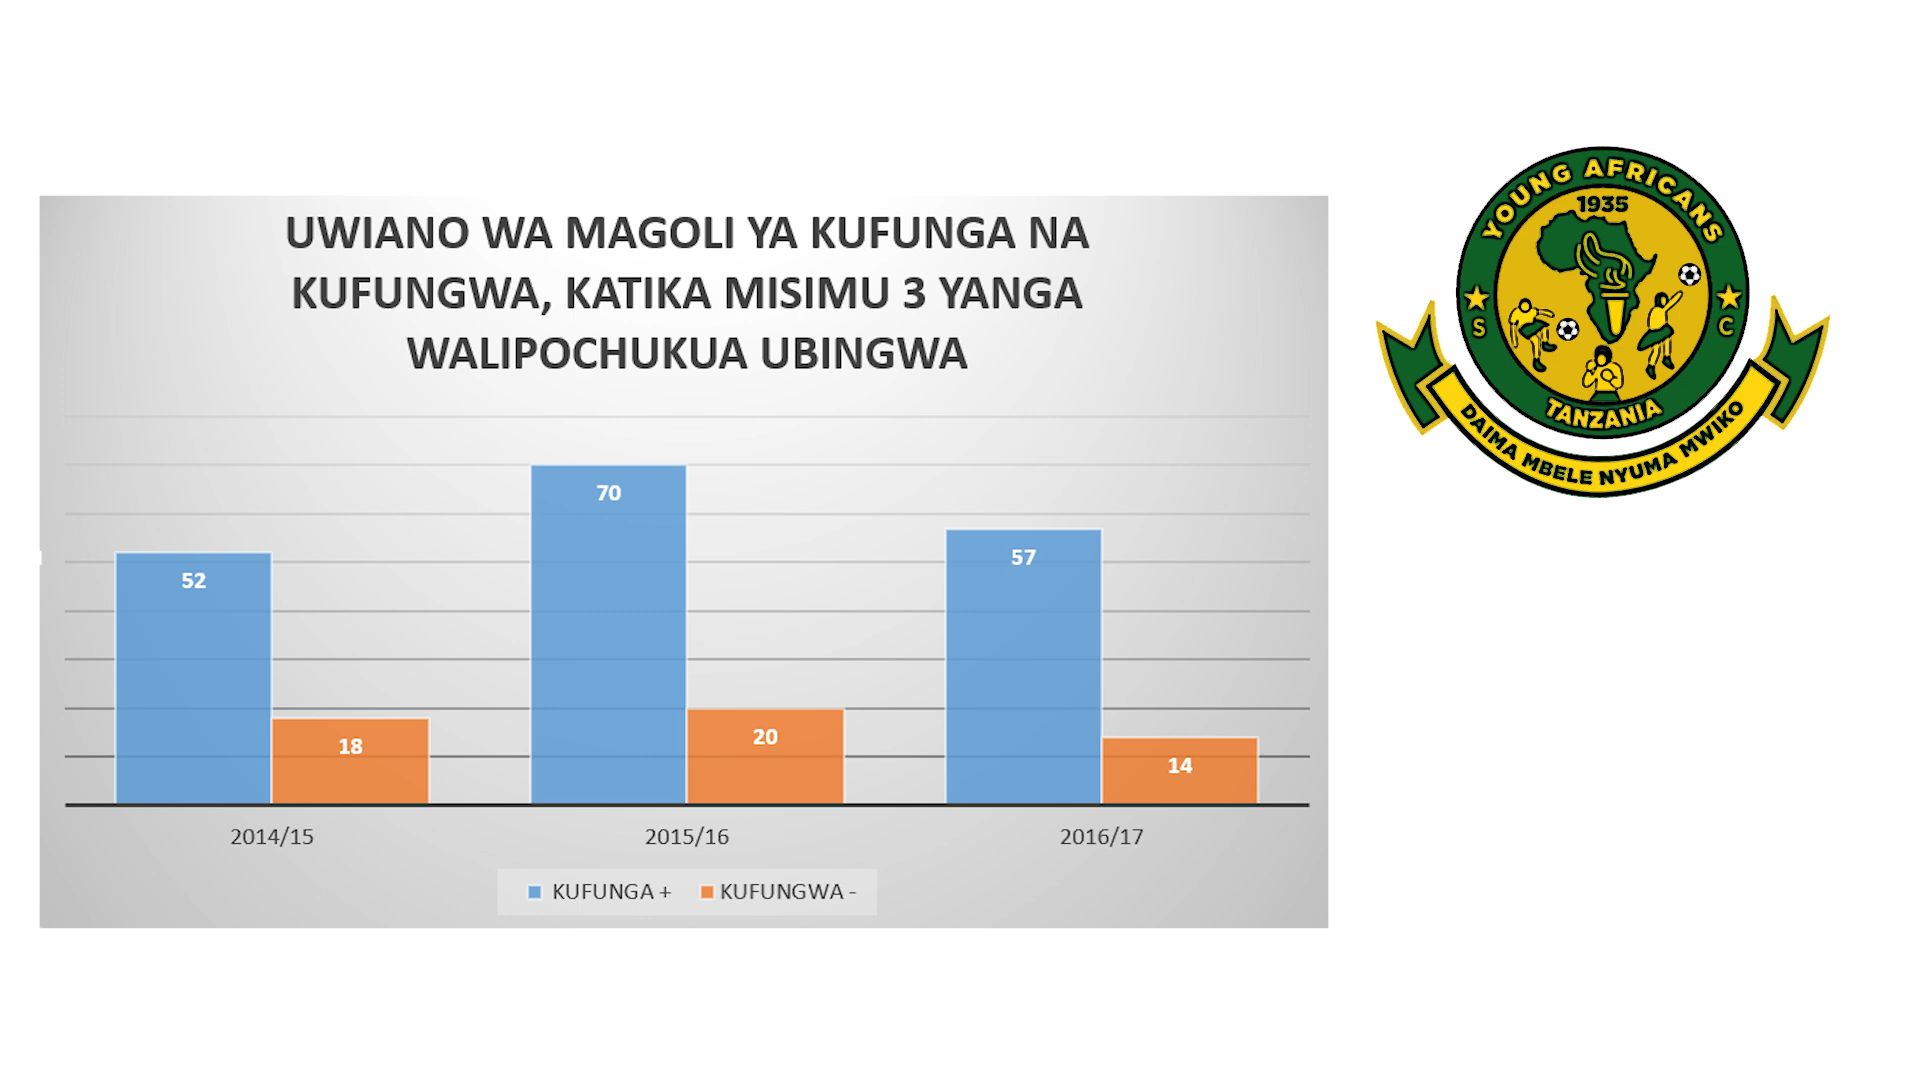 UWIANO WA MAGOLI YA KUFUNGA NA
KUFUNGWA, KATIKA MISIMU 3 YANGA
WALIPOCHUKUA UBINGWA
52
18
70
20
57
14
2014/15
2015/16
2016/17
KUFUNGA +
KUFUNGWA -
YOUNG AFRICANS
1935
S
C
TANZANIA
DAIMA MBELE NYUMA MWIKO